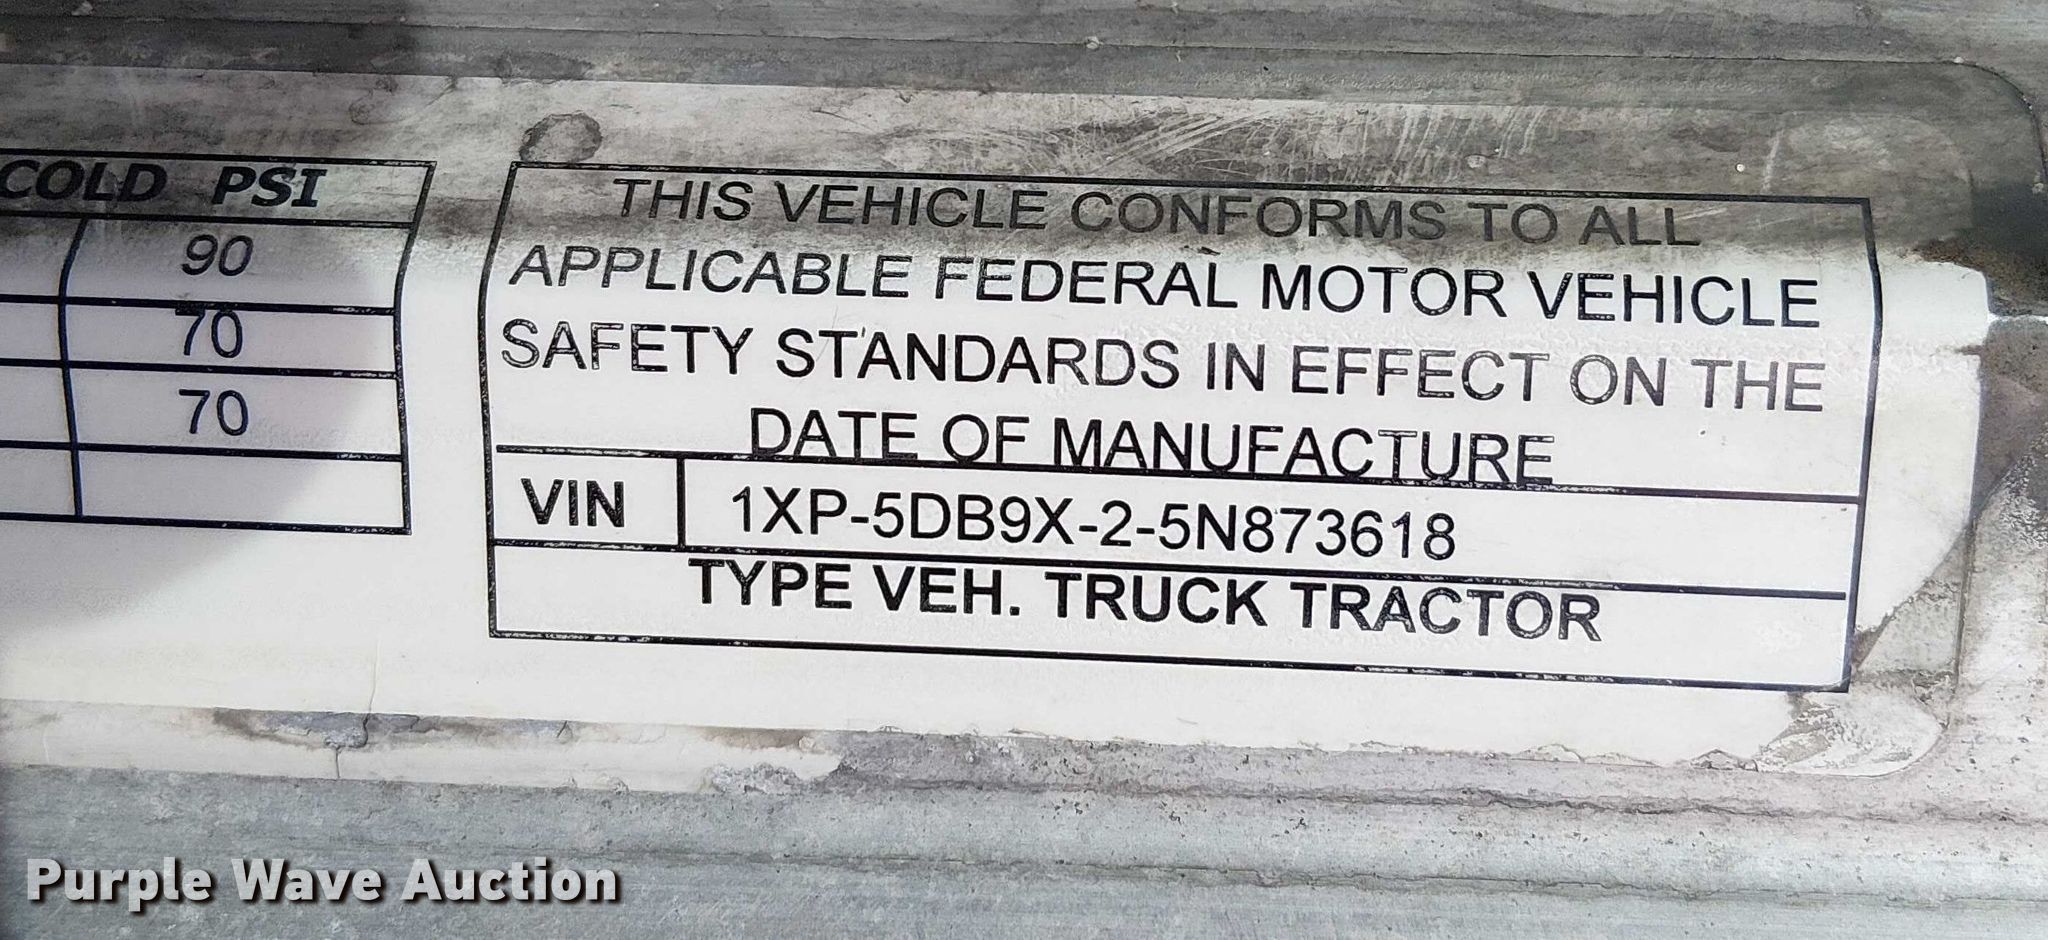 COLD PSI
90
70
70
THIS VEHICLE CONFORMS TO ALL
APPLICABLE FEDERAL MOTOR VEHICLE
SAFETY STANDARDS IN EFFECT ON THE
DATE OF MANUFACTURE
VIN 1XP-5DB9X-2-5N873618
TYPE VEH. TRUCK TRACTOR
Purple Wave Auction